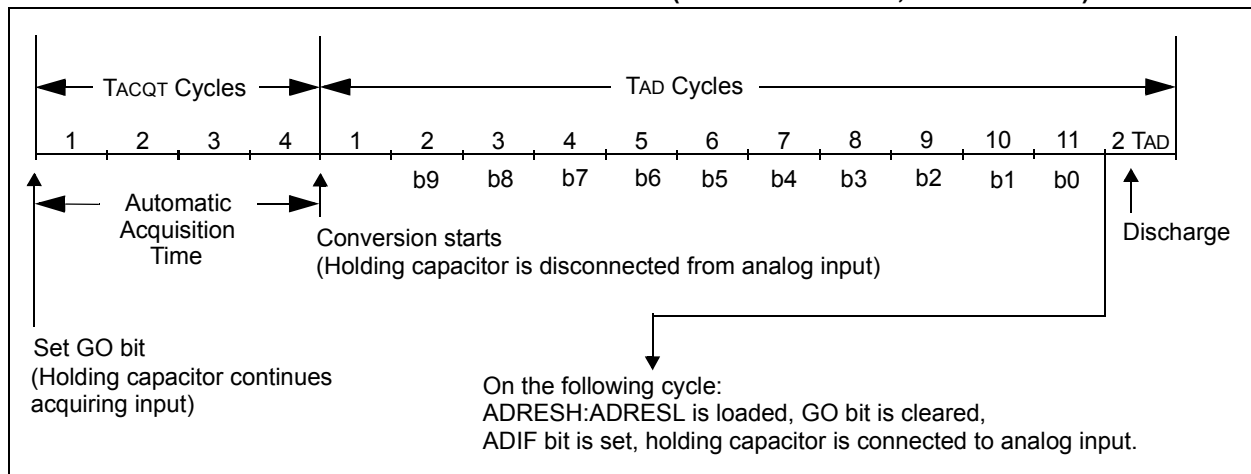 TACQT Cycles TAD Cycles
1 2 3 4 1 2 3 4 5 6 7 8 9 10 11 2 TAD
b9 b8 b7 b6 b5 b4 b3 b2 b1 b0
Automatic
Acquisition
Time
Conversion starts
(Holding capacitor is disconnected from analog input)
Discharge
Set GO bit
(Holding capacitor continues
acquiring input)
On the following cycle:
ADRESH:ADRESL is loaded, GO bit is cleared,
ADIF bit is set, holding capacitor is connected to analog input.